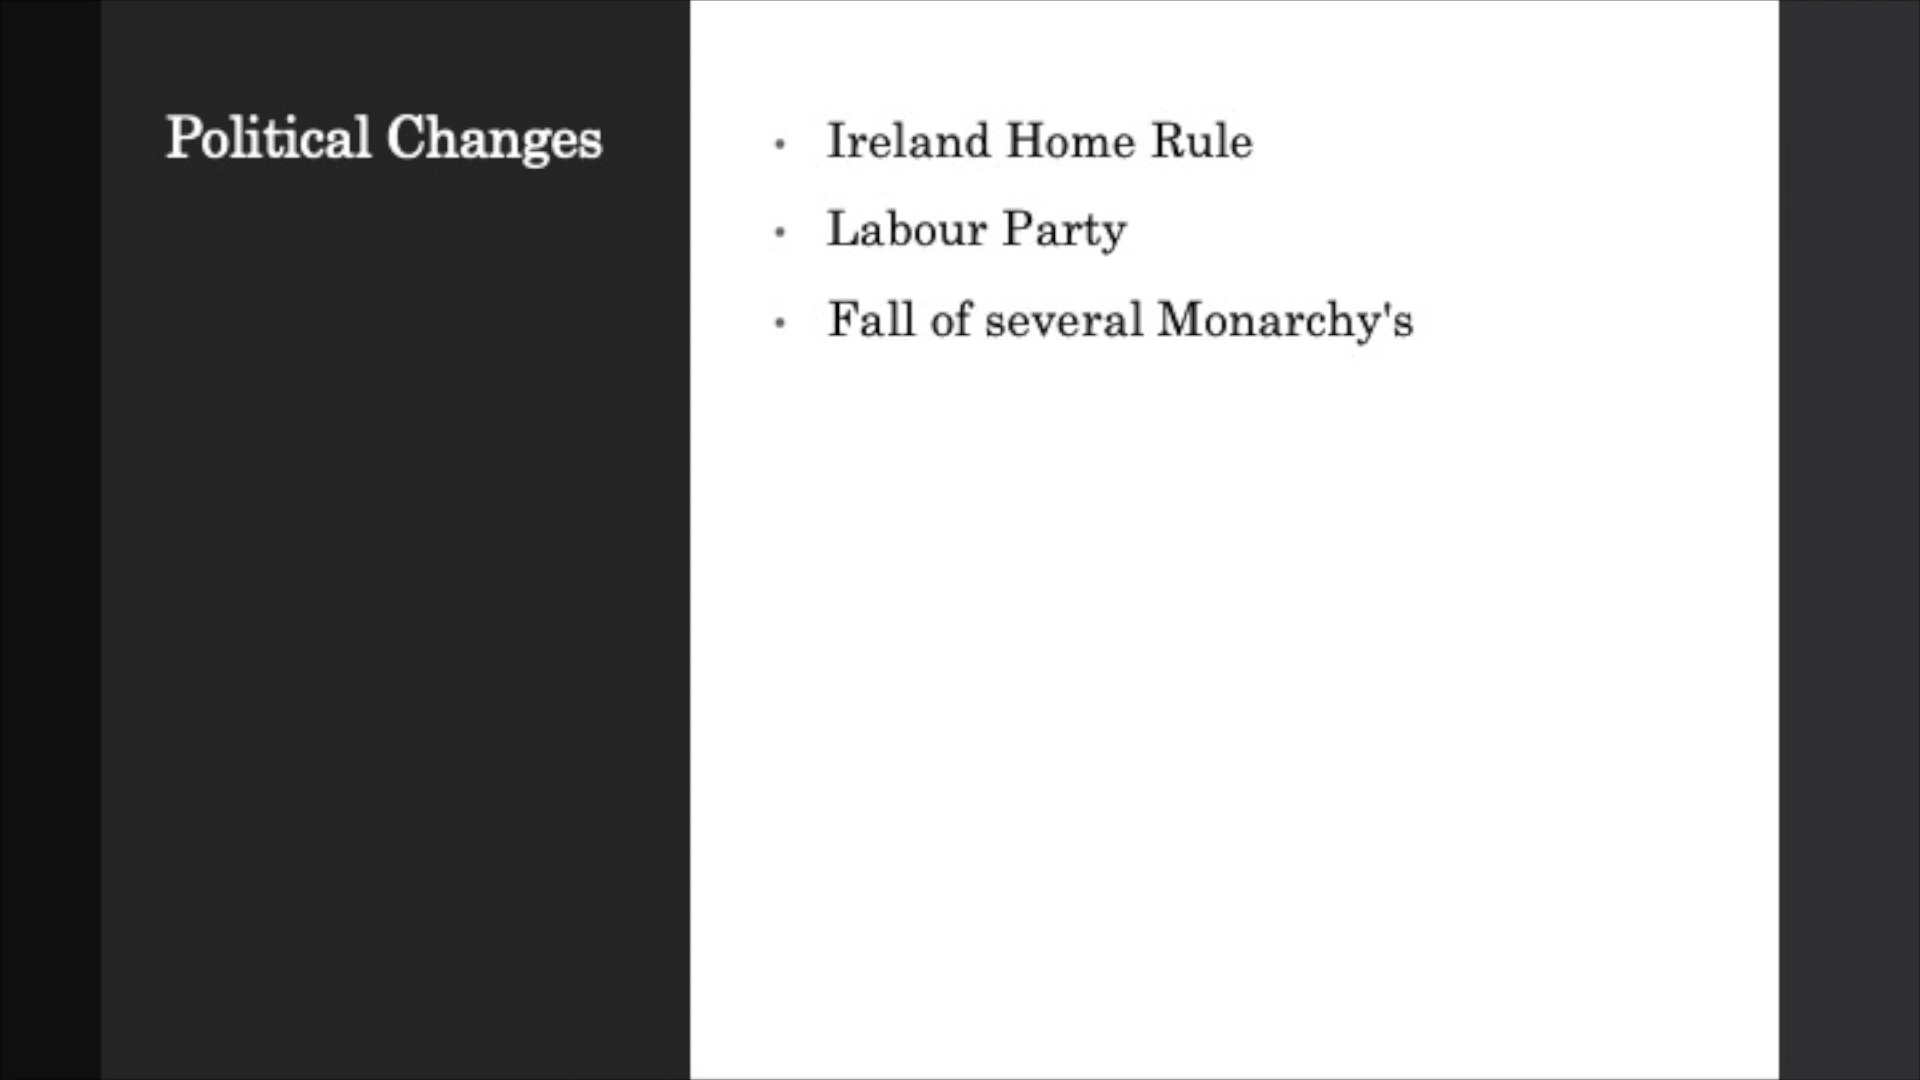 Political Changes
• Ireland Home Rule
• Labour Party
• Fall of several Monarchy's